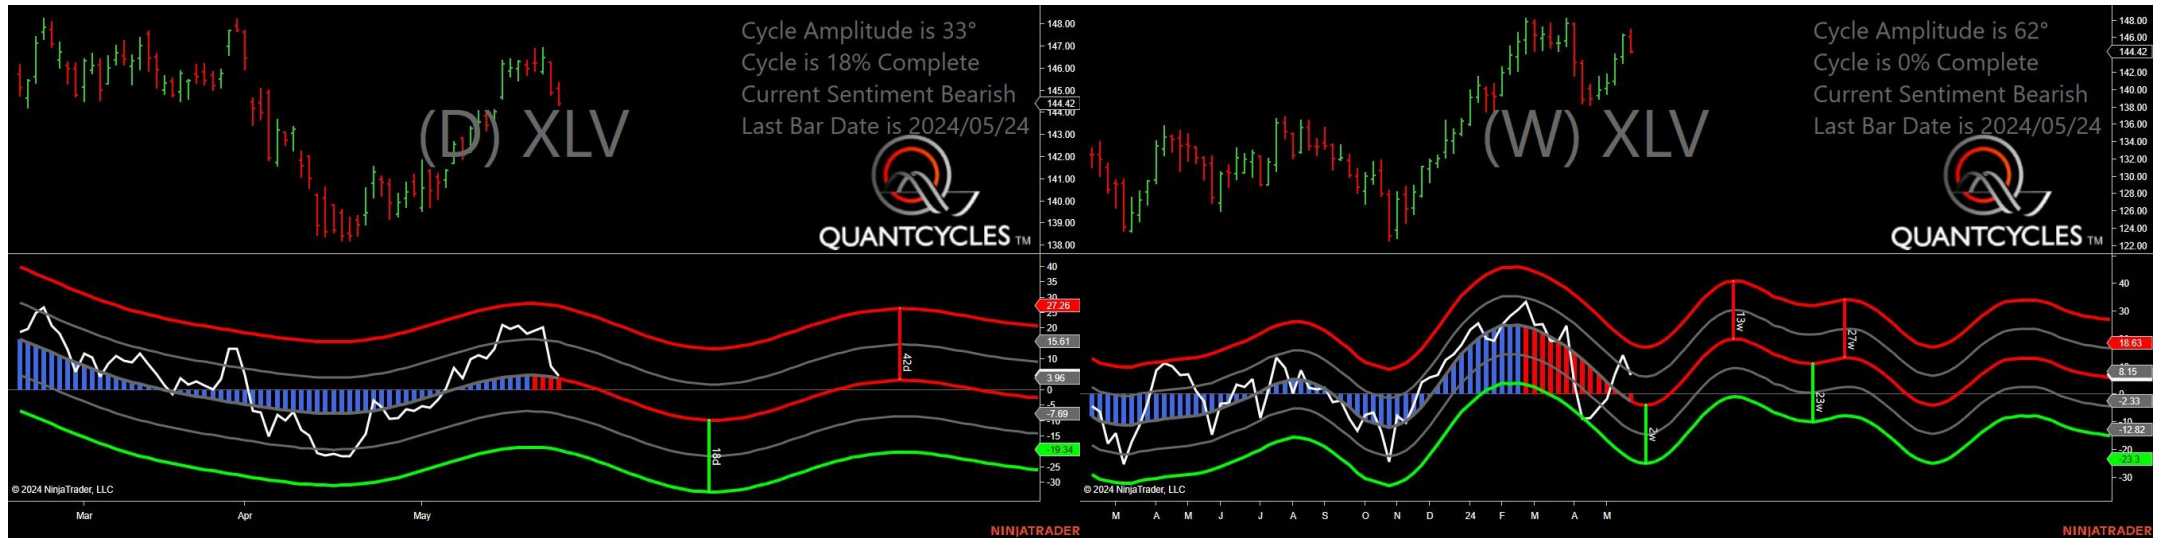 Cycle Amplitude is 33°
Cycle is 18% Complete
Current Sentiment Bearish
Last Bar Date is 2024/05/24
(D) XLV
QUANTCYCLES TM
148.00
147.00
146.00
145.00
144.42
144.00
143.00
142.00
141.00
140.00
139.00
138.00
40
35
30
27.26
25
20
15.61
10
3.96
0
-5
-7.69
-10
-15
-19.34
-25
-30
42d
18d
© 2024 NinjaTrader, LLC
Mar Apr May
NINJATRADER
Cycle Amplitude is 62°
Cycle is 0% Complete
Current Sentiment Bearish
Last Bar Date is 2024/05/24
(W) XLV
QUANTCYCLES TM
148.00
146.00
144.42
142.00
140.00
138.00
136.00
134.00
132.00
130.00
128.00
126.00
124.00
122.00
40
30
18.63
10
8.15
0
-2.33
-10
-12.82
-20
-23.3
-30
13w
27w
23w
2w
© 2024 NinjaTrader, LLC
M A M J J A S O N D 24 F M A M
NINJATRADER